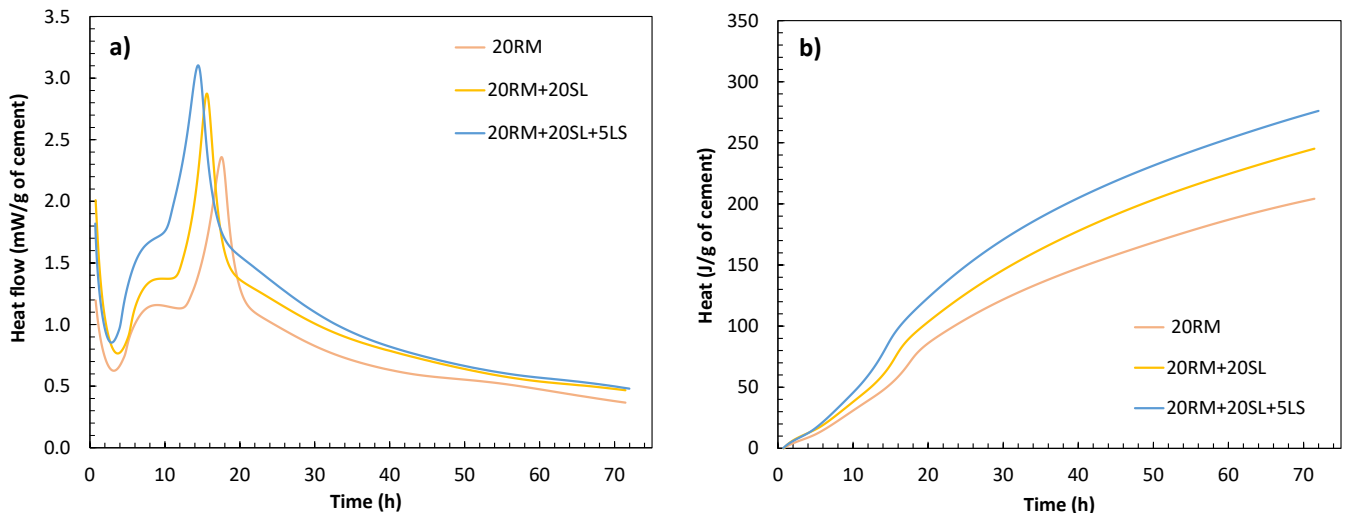 a)
Heat flow (mW/g of cement)
3.5
3.0
2.5
2.0
1.5
1.0
0.5
0.0
20RM
20RM+20SL
20RM+20SL+5LS
0 10 20 30 40 50 60 70
Time (h)
b)
Heat (J/g of cement)
350
300
250
200
150
100
50
0
20RM
20RM+20SL
20RM+20SL+5LS
0 10 20 30 40 50 60 70
Time (h)